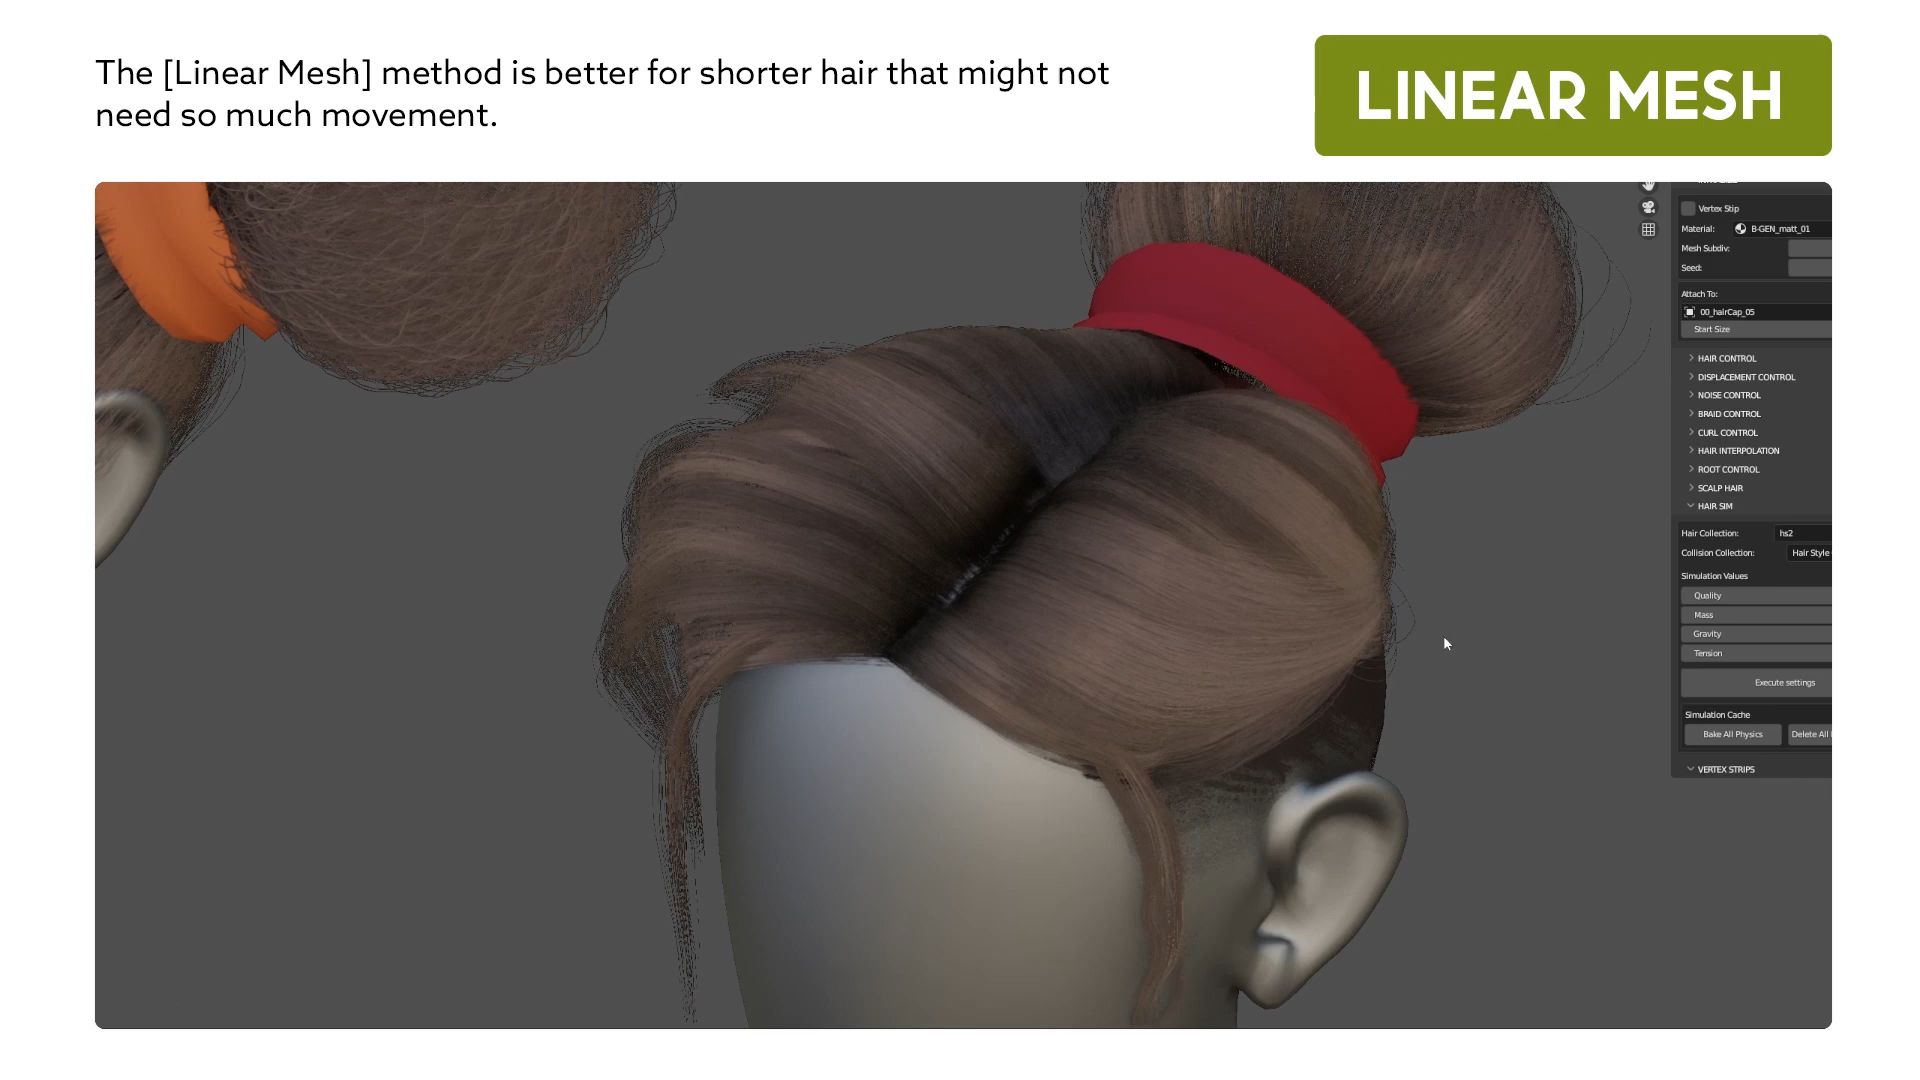 The [Linear Mesh] method is better for shorter hair that might not
need so much movement.
LINEAR MESH
Vertex Stip
Material: B-GEN_matt_01
Mesh Subdiv:
Seed:
Attach To:
00_hairCap_05
Start Size
HAIR CONTROL
DISPLACEMENT CONTROL
NOISE CONTROL
BRAID CONTROL
CURL CONTROL
HAIR INTERPOLATION
ROOT CONTROL
SCALP HAIR
HAIR SIM
Hair Collection: hs2
Collision Collection: Hair Style
Simulation Values
Quality
Mass
Gravity
Tension
Execute settings
Simulation Cache
Bake All Physics Delete All
VERTEX STRIPS